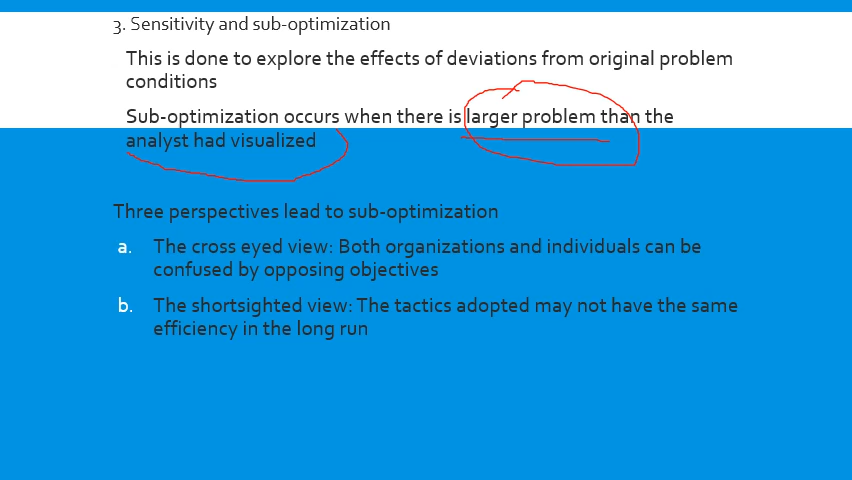 3. Sensitivity and sub-optimization
This is done to explore the effects of deviations from original problem
conditions
Sub-optimization occurs when there is larger problem than the
analyst had visualized
Three perspectives lead to sub-optimization
a. The cross eyed view: Both organizations and individuals can be
confused by opposing objectives
b. The shortsighted view: The tactics adopted may not have the same
efficiency in the long run